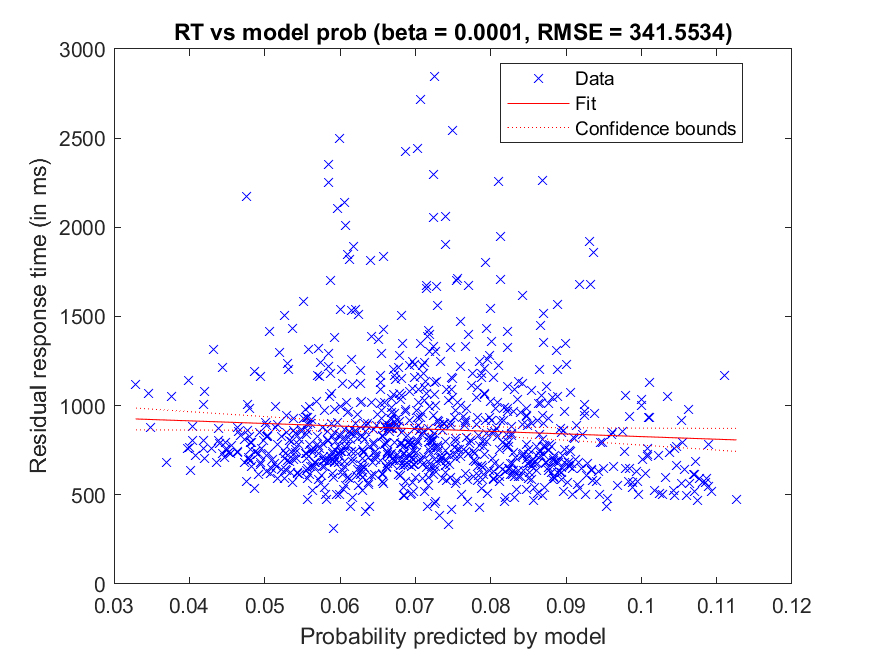 RT vs model prob (beta = 0.0001, RMSE = 341.5534)
3000
2500
2000
1500
1000
500
0
Residual response time (in ms)
Data
Fit
Confidence bounds
0.03 0.04 0.05 0.06 0.07 0.08 0.09 0.1 0.11 0.12
Probability predicted by model